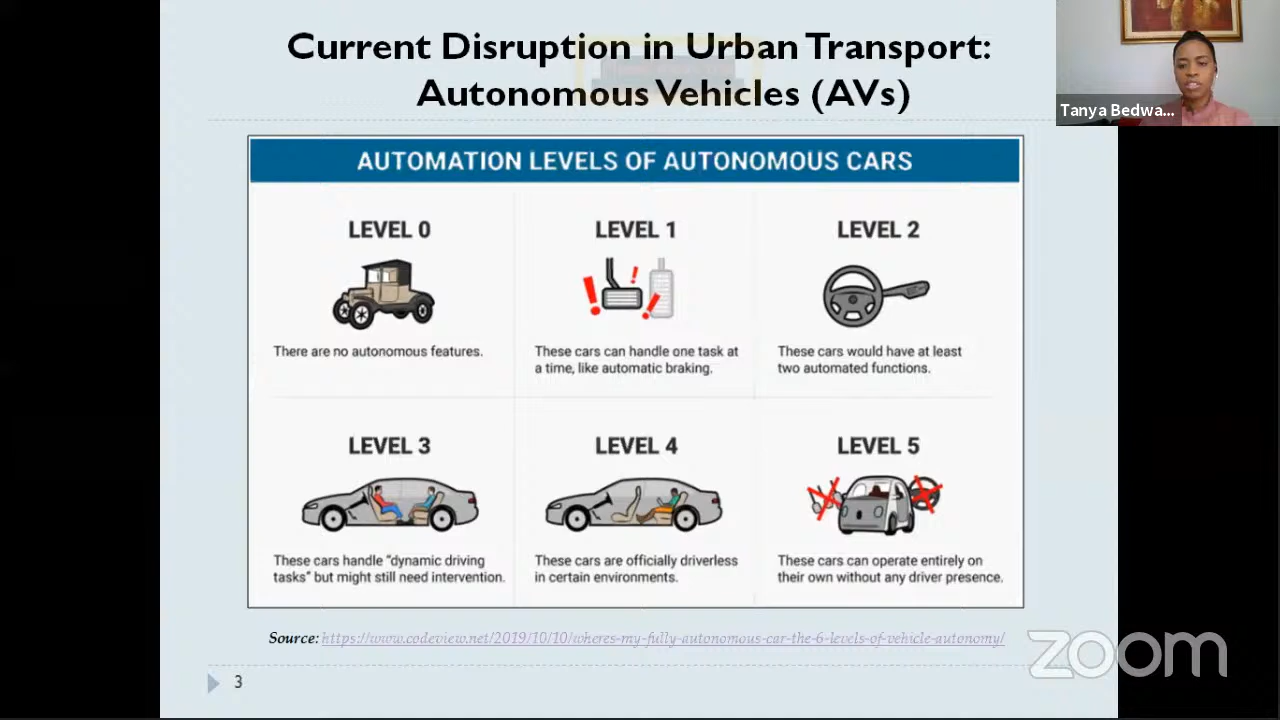 Current Disruption in Urban Transport:
Autonomous Vehicles (AVs)
Tanya Bedwa...
AUTOMATION LEVELS OF AUTONOMOUS CARS
LEVEL 0
There are no autonomous features.
LEVEL 1
These cars can handle one task at
a time, like automatic braking.
LEVEL 2
These cars would have at least
two automated functions.
LEVEL 3
These cars handle “dynamic driving
tasks” but might still need intervention.
LEVEL 4
These cars are officially driverless
in certain environments.
LEVEL 5
These cars can operate entirely on
their own without any driver presence.
Source: https://www.codeview.net/2019/10/10/wheres-my-fully-autonomous-car-the-6-levels-of-vehicle-autonomy/
3
zoom